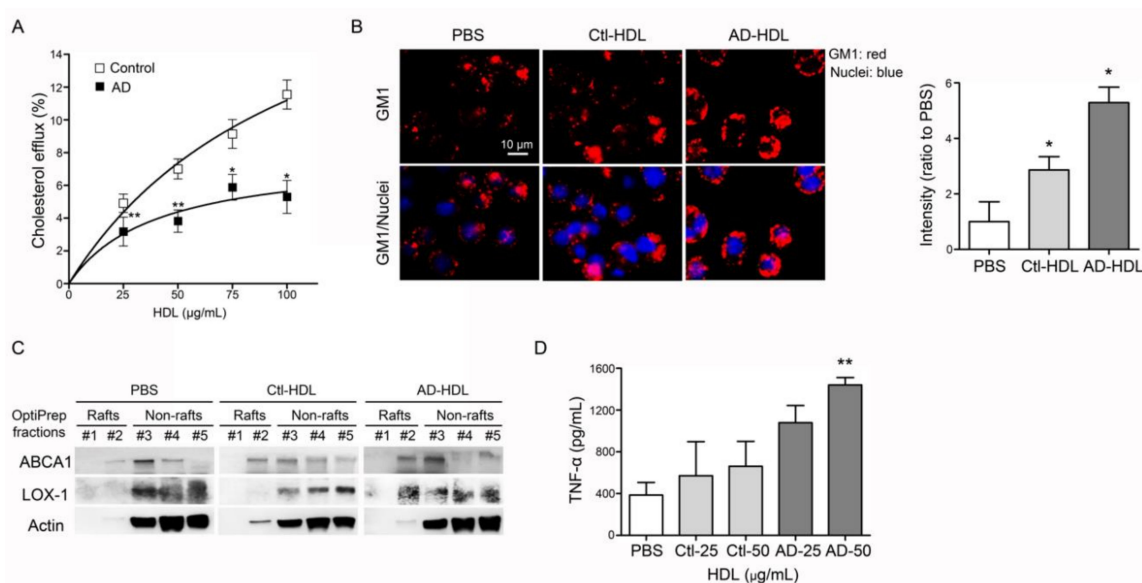 A
Control
AD
Cholesterol efflux (%)
14
12
10
8
6
4
2
0
**
**
*
*
0 25 50 75 100
HDL (µg/mL)
B
PBS Ctl-HDL AD-HDL
GM1: red
Nuclei: blue
GM1
10 µm
GM1/Nuclei
Intensity (ratio to PBS)
6
4
2
0
*
*
PBS Ctl-HDL AD-HDL
C
PBS Ctl-HDL AD-HDL
OptiPrep fractions
Rafts Non-rafts Rafts Non-rafts Rafts Non-rafts
#1 #2 #3 #4 #5 #1 #2 #3 #4 #5 #1 #2 #3 #4 #5
ABCA1
LOX-1
Actin
D
TNF-α (pg/mL)
1600
1200
800
400
0
**
PBS Ctl-25 Ctl-50 AD-25 AD-50
HDL (µg/mL)